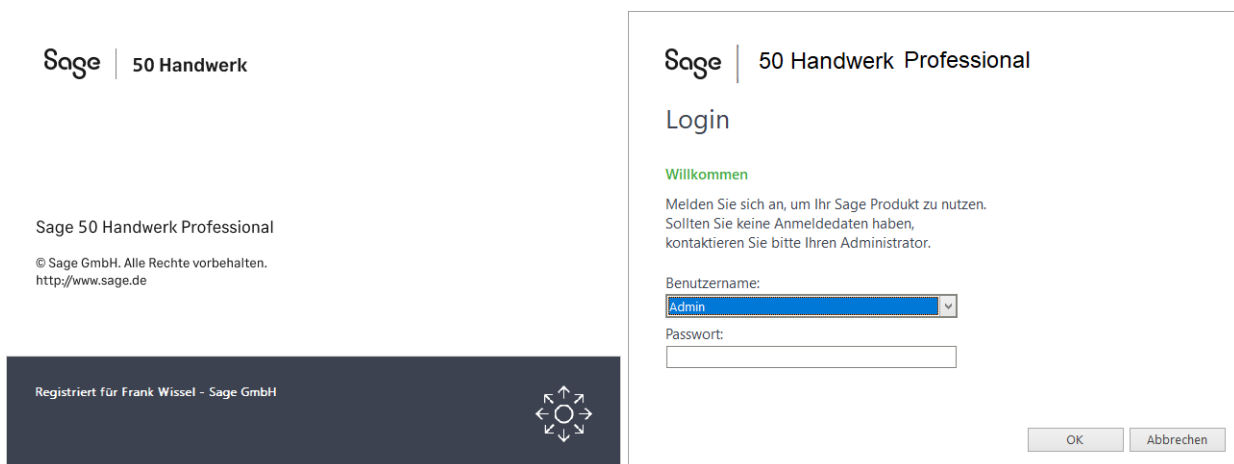 Sage | 50 Handwerk
Sage 50 Handwerk Professional
© Sage GmbH. Alle Rechte vorbehalten.
http://www.sage.de
Registriert für Frank Wissel - Sage GmbH
Sage | 50 Handwerk Professional
Login
Willkommen
Melden Sie sich an, um Ihr Sage Produkt zu nutzen.
Sollten Sie keine Anmeldedaten haben,
kontaktieren Sie bitte Ihren Administrator.
Benutzername:
Admin
Passwort:
OK Abbrechen